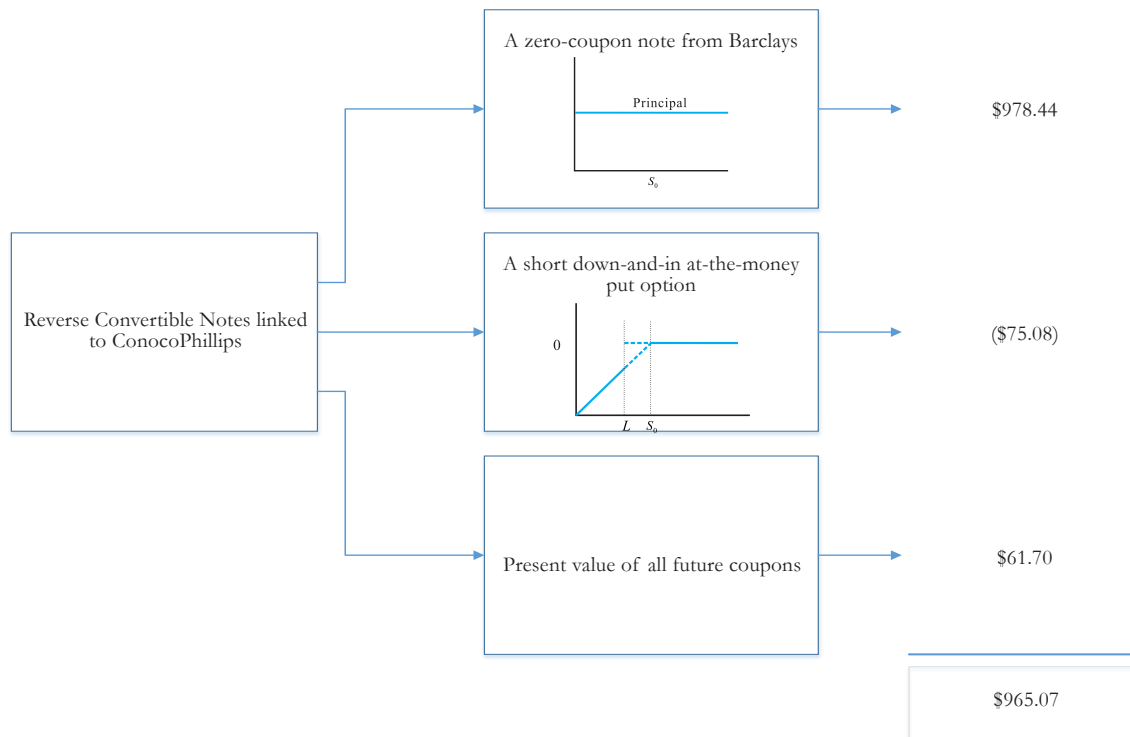 A zero-coupon note from Barclays
Principal
S₀
$978.44
Reverse Convertible Notes linked
to ConocoPhillips
A short down-and-in at-the-money
put option
0
L S₀
($75.08)
Present value of all future coupons
$61.70
$965.07